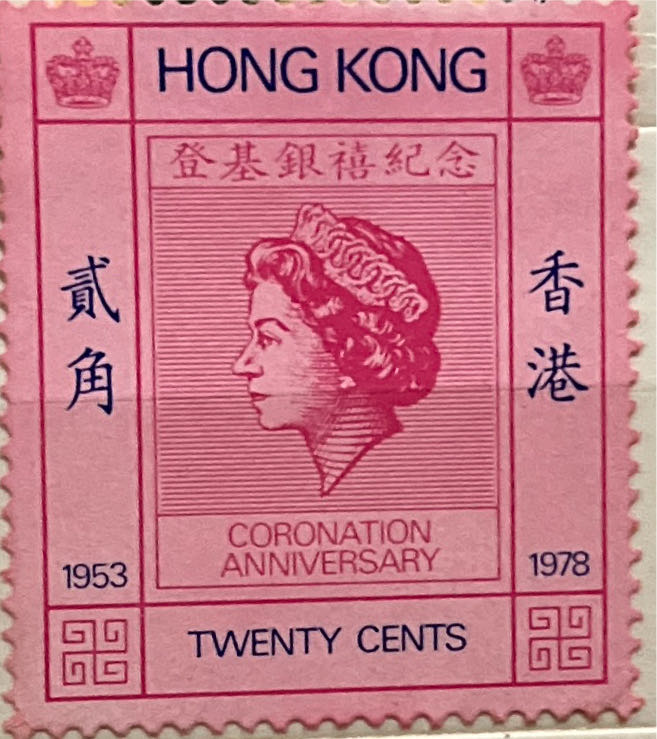 HONG KONG
登基銀禧紀念
貳角
香港
CORONATION
ANNIVERSARY
1953
1978
TWENTY CENTS